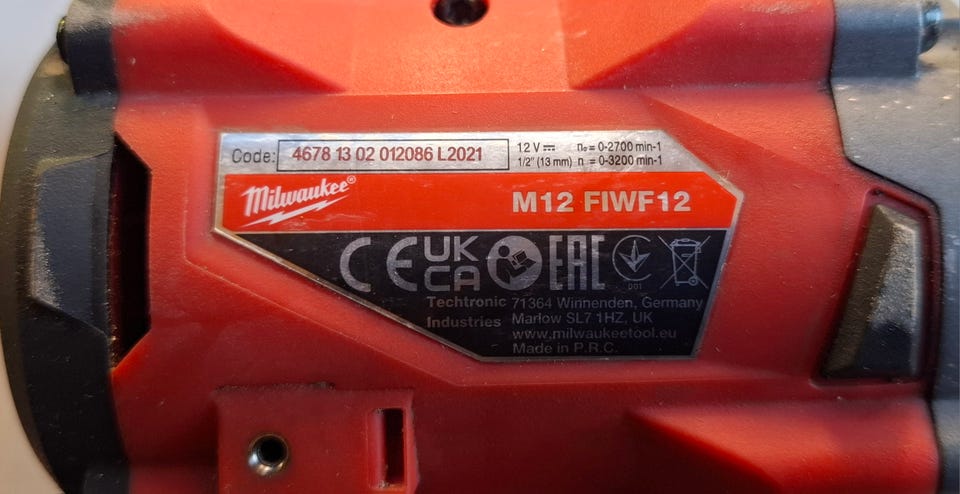 Code: 4678 13 02 012086 L2021
12 V ⎓ n₀ = 0-2700 min-1
1/2" (13 mm) n = 0-3200 min-1
Milwaukee®
M12 FIWF12
CE UK CA EAC
001
Techtronic Industries
71364 Winnenden, Germany
Marlow SL7 1HZ, UK
www.milwaukeetool.eu
Made in P.R.C.